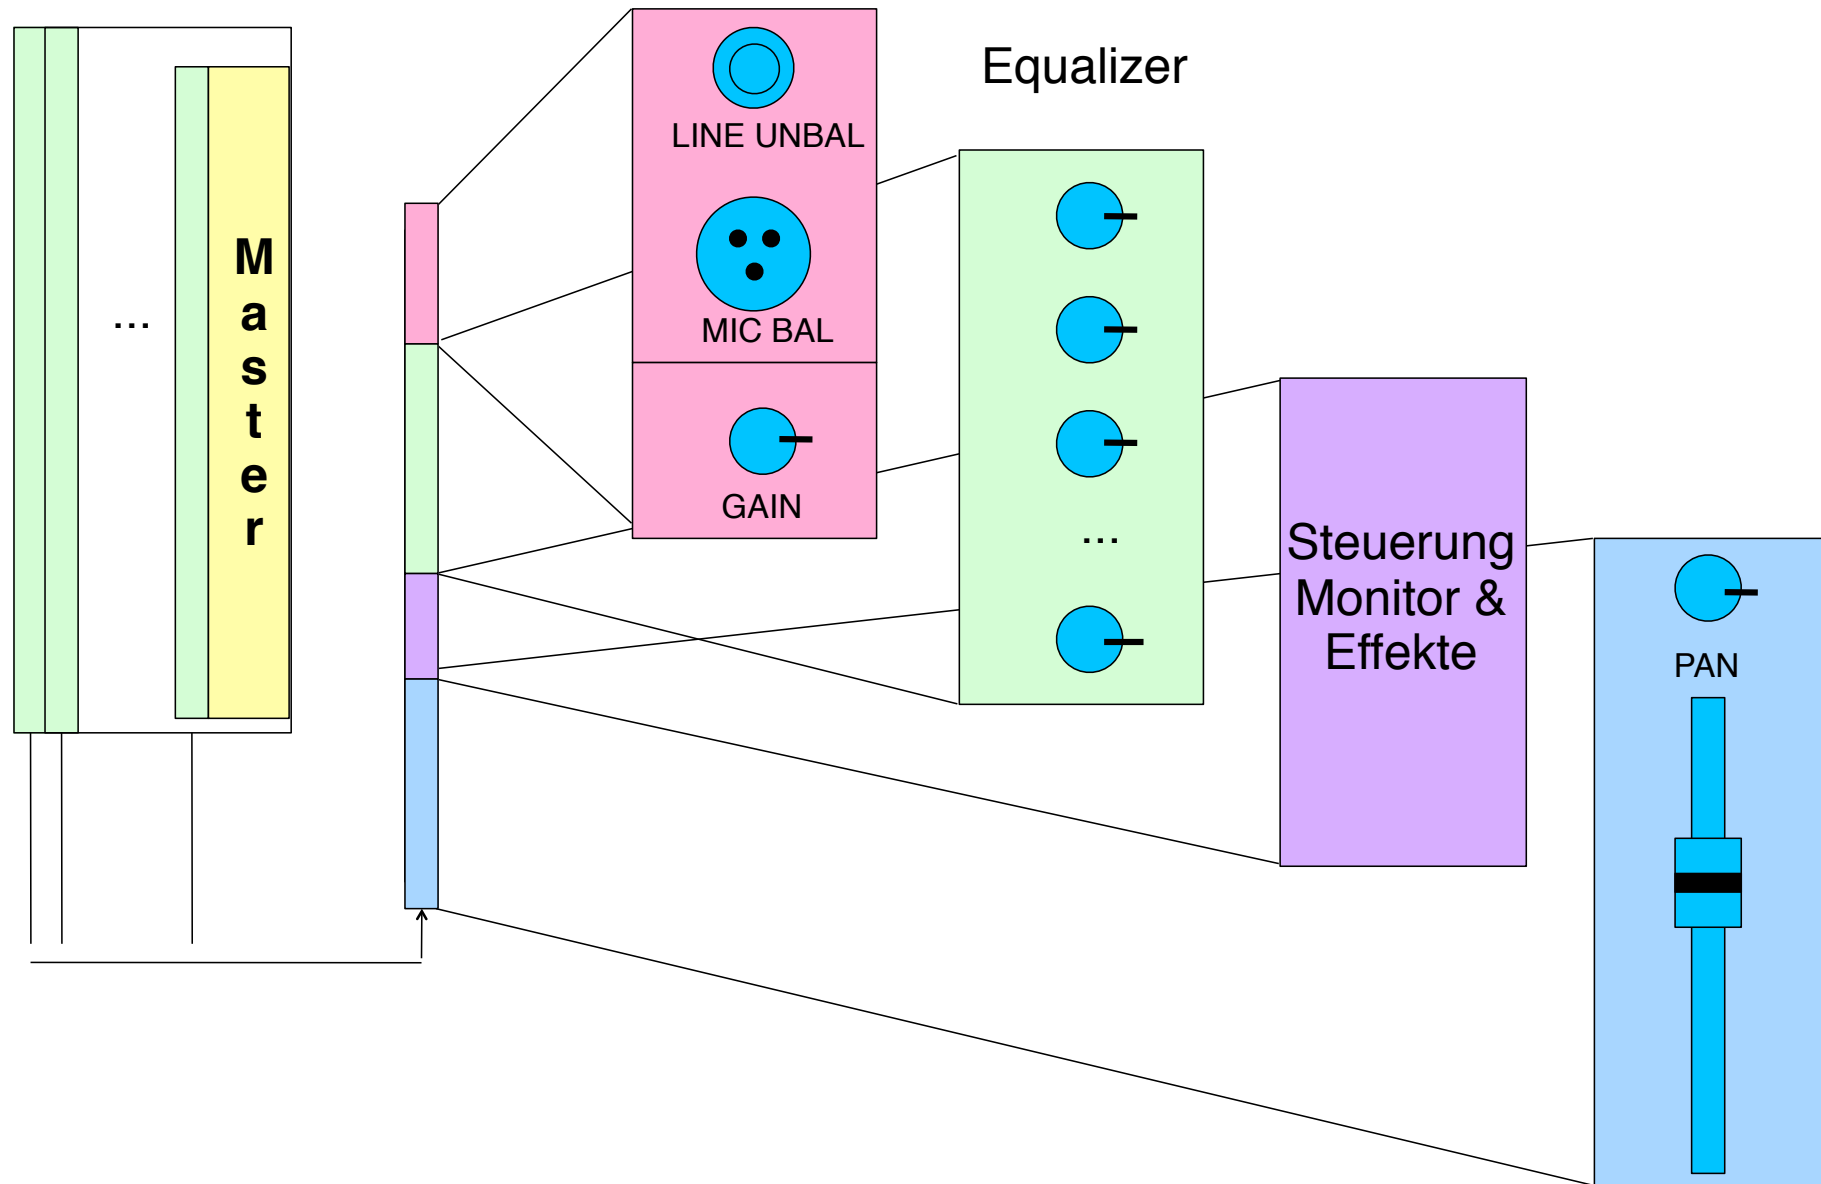 Equalizer
LINE UNBAL
MIC BAL
GAIN
...
M
a
s
t
e
r
...
Steuerung
Monitor &
Effekte
PAN